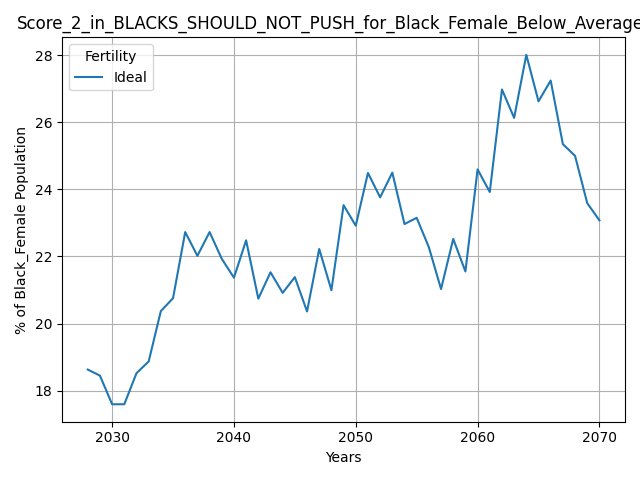 Score_2_in_BLACKS_SHOULD_NOT_PUSH_for_Black_Female_Below_Average
Fertility
Ideal
% of Black_Female Population
28
26
24
22
20
18
2030 2040 2050 2060 2070
Years